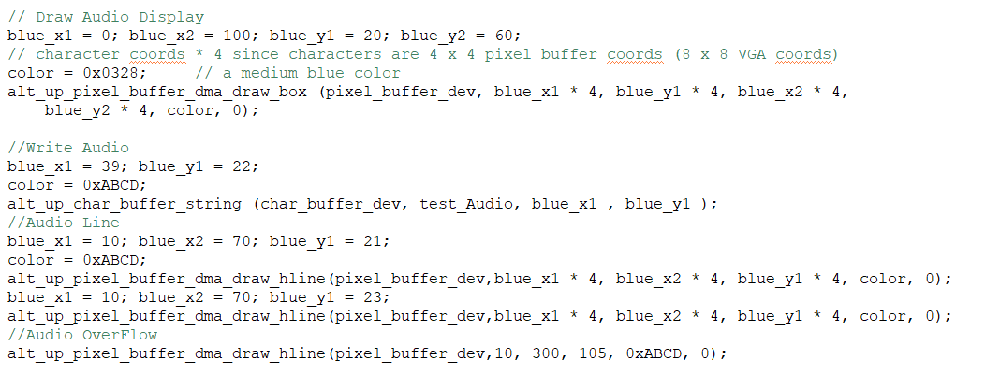 // Draw Audio Display
blue_x1 = 0; blue_x2 = 100; blue_y1 = 20; blue_y2 = 60;
// character coords * 4 since characters are 4 x 4 pixel buffer coords (8 x 8 VGA coords)
color = 0x0328;     // a medium blue color
alt_up_pixel_buffer_dma_draw_box (pixel_buffer_dev, blue_x1 * 4, blue_y1 * 4, blue_x2 * 4,
    blue_y2 * 4, color, 0);

//Write Audio
blue_x1 = 39; blue_y1 = 22;
color = 0xABCD;
alt_up_char_buffer_string (char_buffer_dev, test_Audio, blue_x1 , blue_y1 );
//Audio Line
blue_x1 = 10; blue_x2 = 70; blue_y1 = 21;
color = 0xABCD;
alt_up_pixel_buffer_dma_draw_hline(pixel_buffer_dev,blue_x1 * 4, blue_x2 * 4, blue_y1 * 4, color, 0);
blue_x1 = 10; blue_x2 = 70; blue_y1 = 23;
alt_up_pixel_buffer_dma_draw_hline(pixel_buffer_dev,blue_x1 * 4, blue_x2 * 4, blue_y1 * 4, color, 0);
//Audio OverFlow
alt_up_pixel_buffer_dma_draw_hline(pixel_buffer_dev,10, 300, 105, 0xABCD, 0);